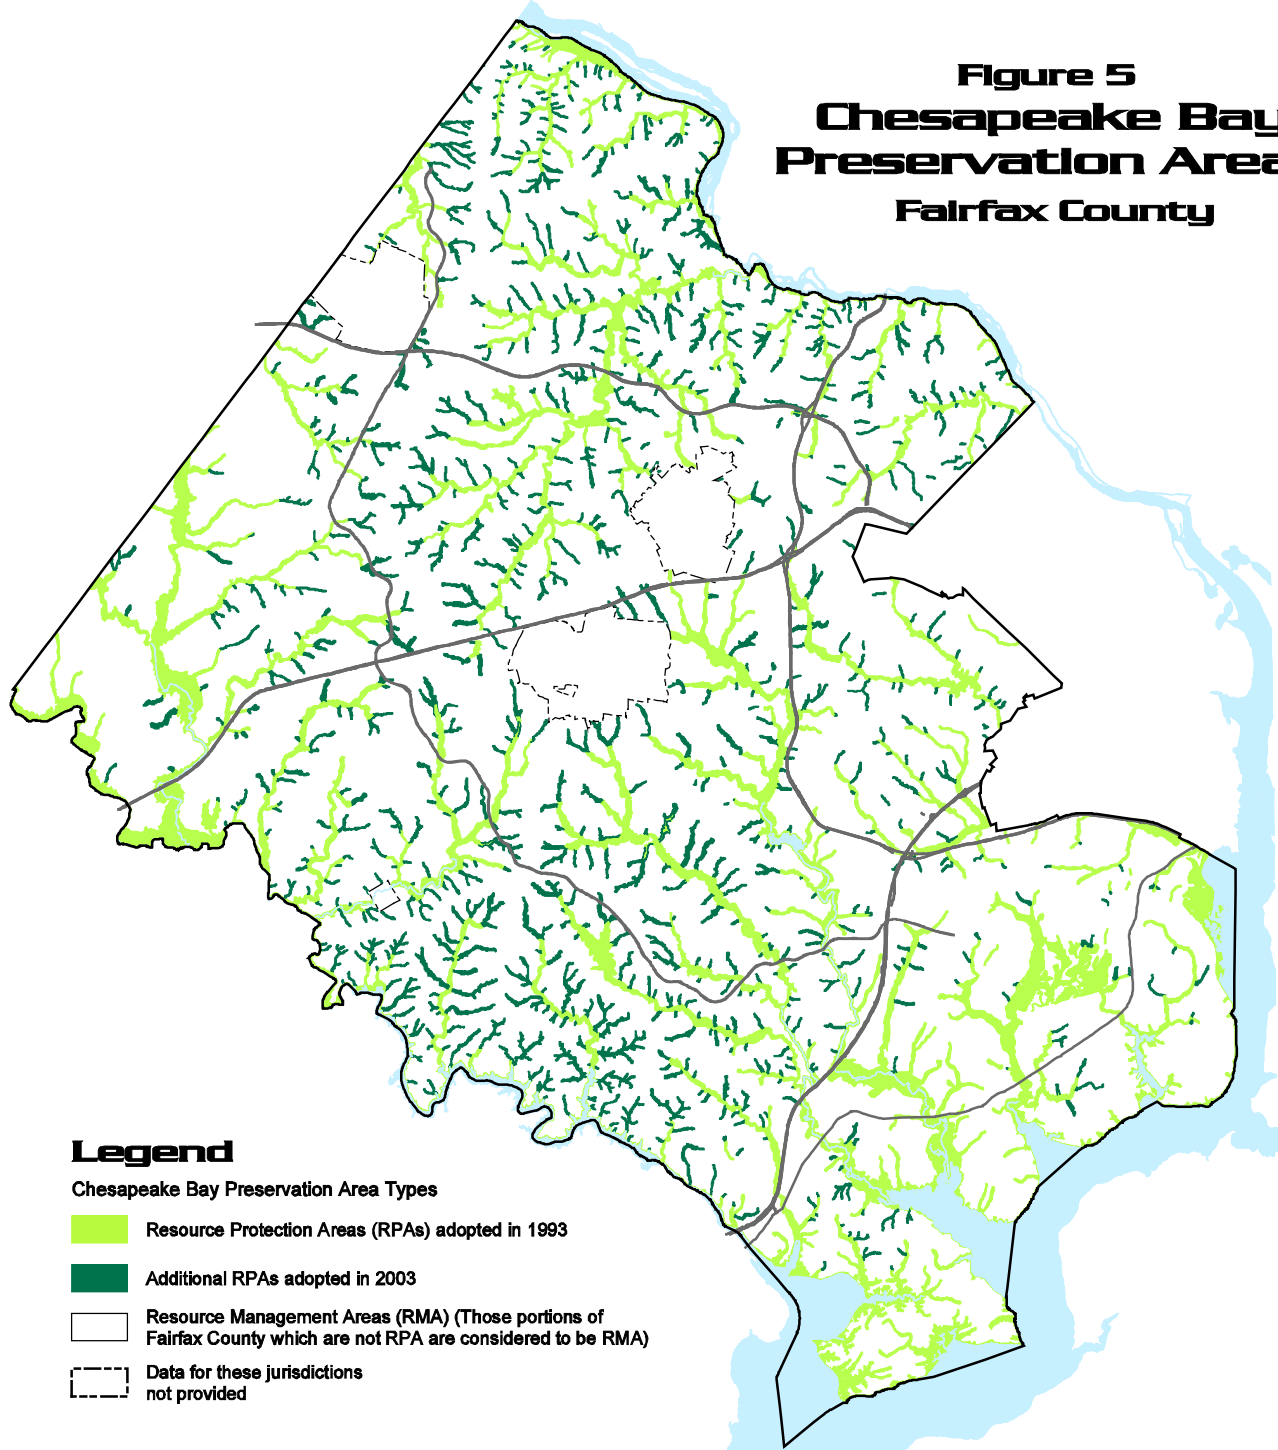 Figure 5
Chesapeake Bay
Preservation Area
Fairfax County
Legend
Chesapeake Bay Preservation Area Types
Resource Protection Areas (RPAs) adopted in 1993
Additional RPAs adopted in 2003
Resource Management Areas (RMA) (Those portions of
Fairfax County which are not RPA are considered to be RMA)
Data for these jurisdictions
not provided